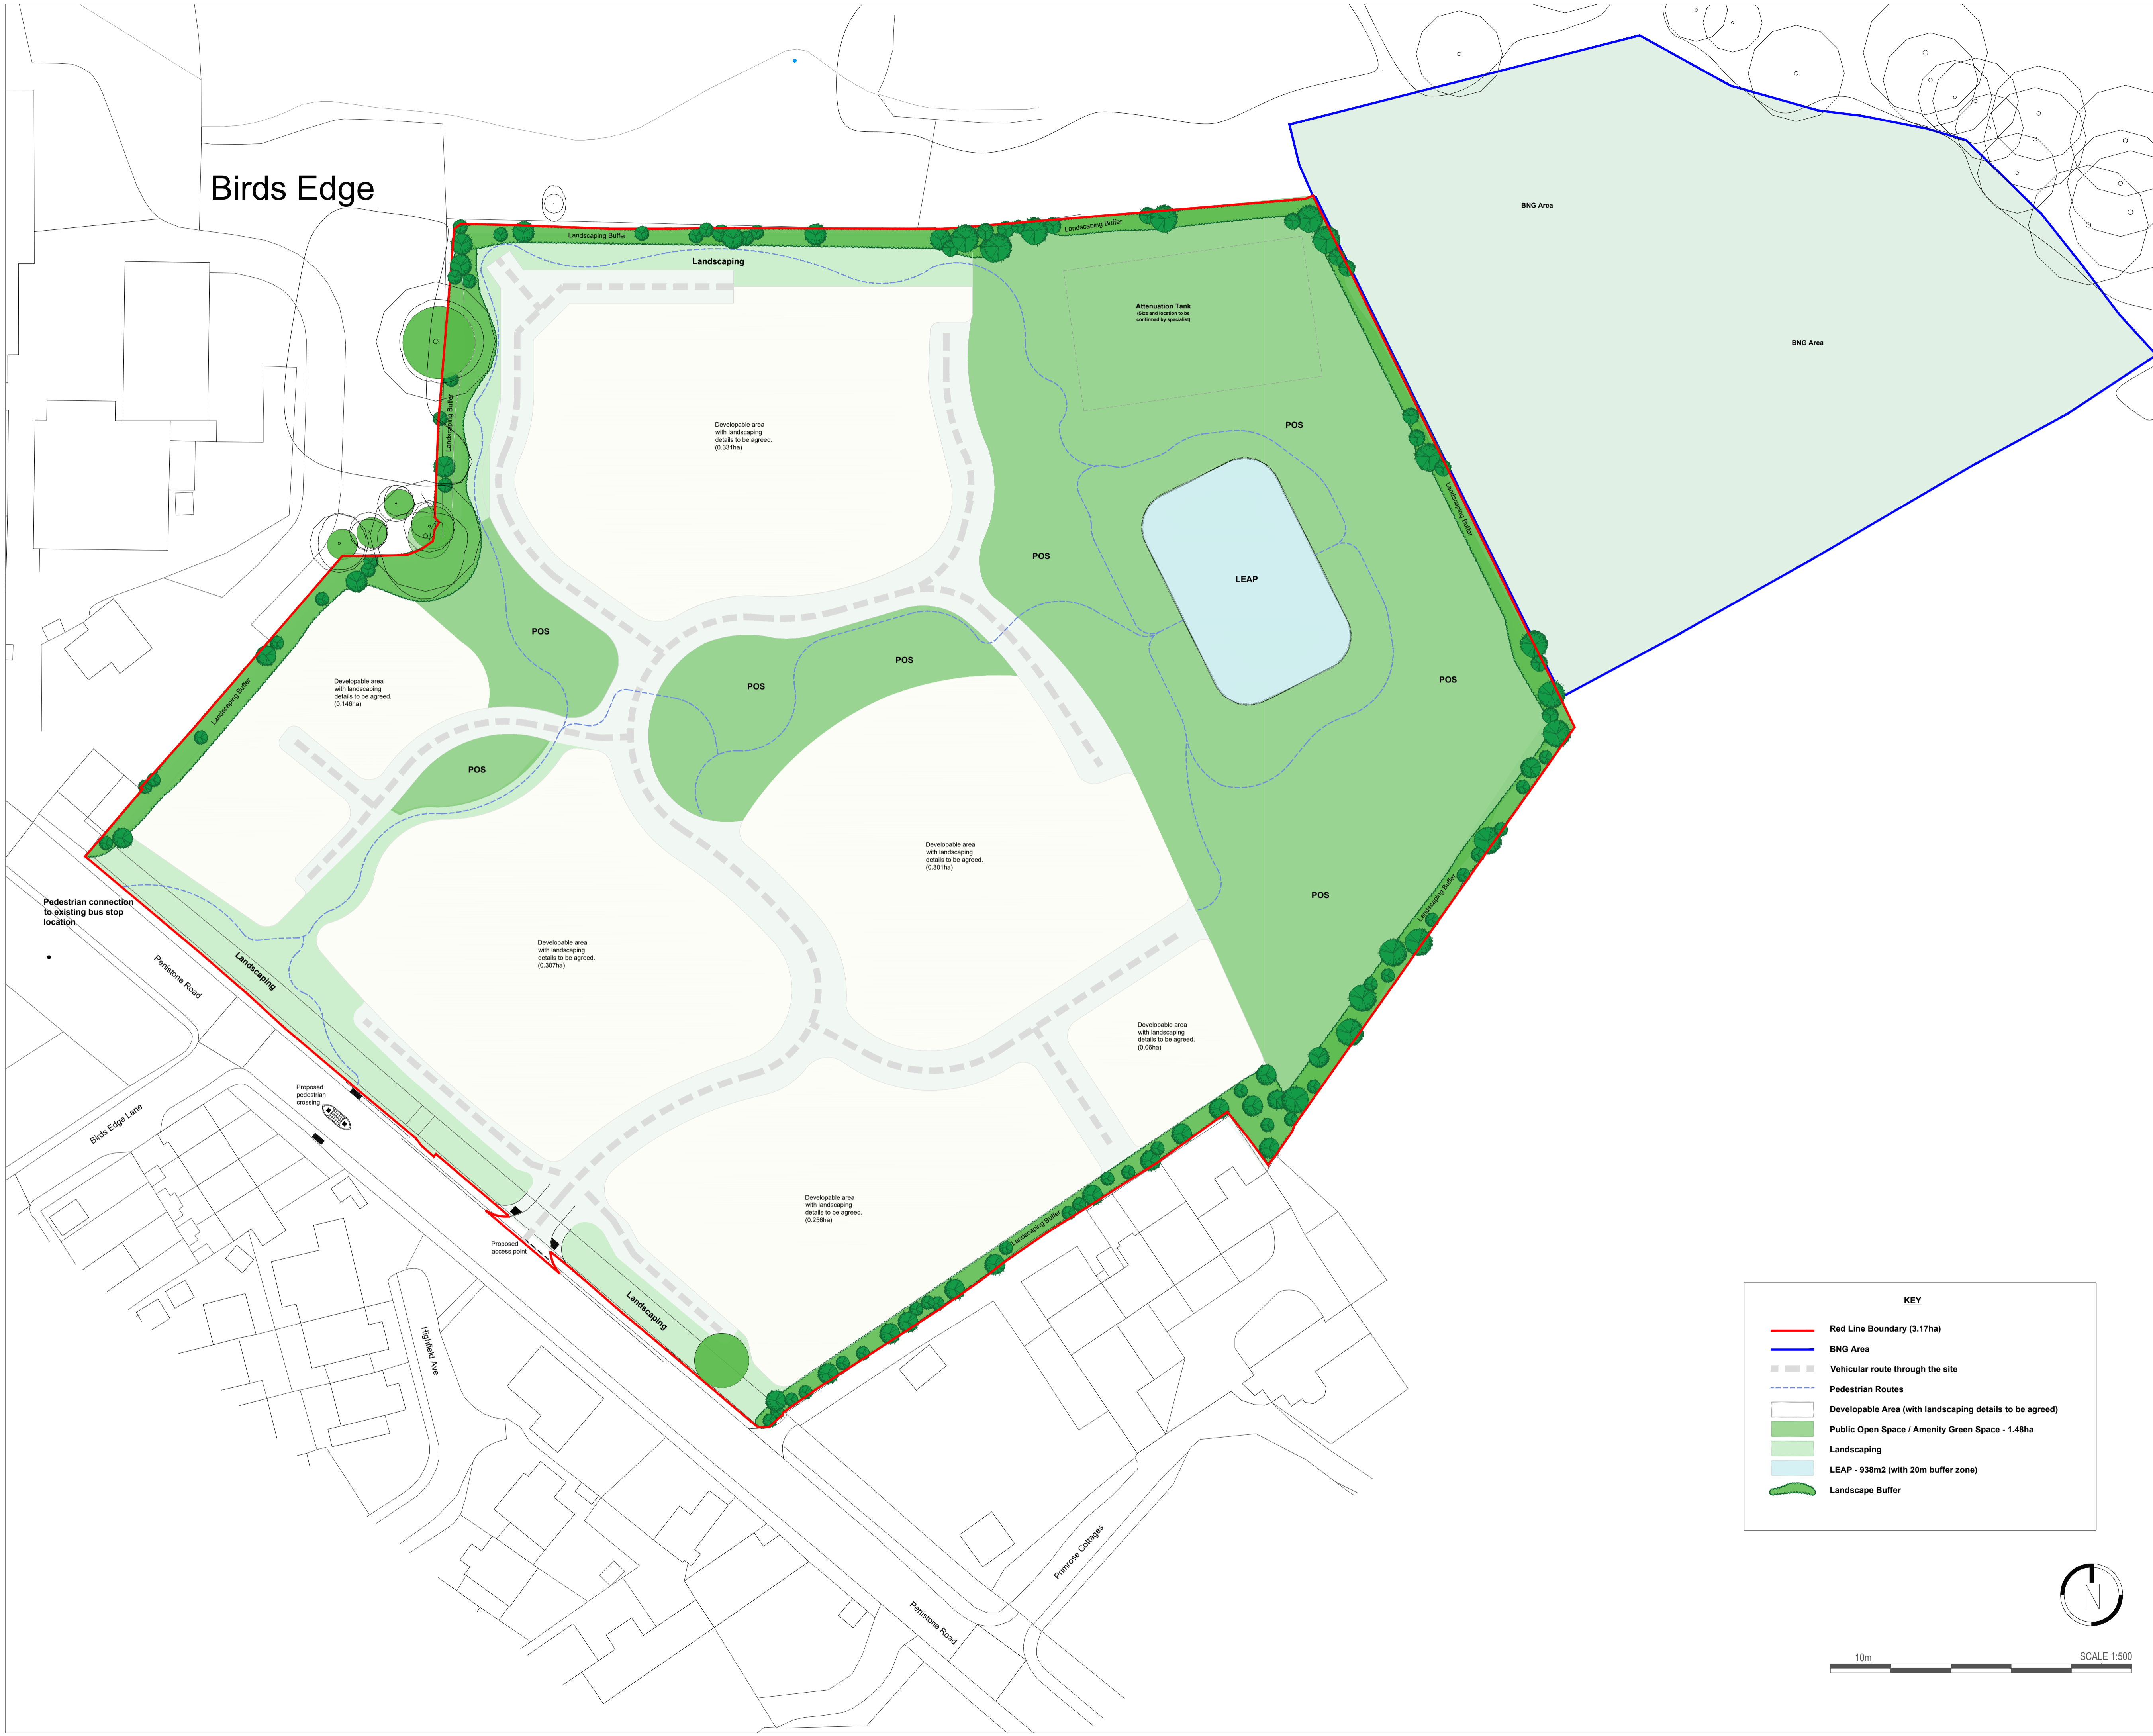 Birds Edge
BNG Area
BNG Area
Landscaping Buffer
Landscaping Buffer
Landscaping
Attenuation Tank
(Size and location to be
confirmed by specialist)
Landscaping Buffer
Developable area
with landscaping
details to be agreed.
(0.331ha)
POS
Landscaping Buffer
POS
LEAP
POS
POS
POS
POS
Developable area
with landscaping
details to be agreed.
(0.146ha)
Landscaping Buffer
POS
Developable area
with landscaping
details to be agreed.
(0.301ha)
POS
Landscaping Buffer
Pedestrian connection
to existing bus stop
location
Developable area
with landscaping
details to be agreed.
(0.307ha)
Landscaping
Penistone Road
Developable area
with landscaping
details to be agreed.
(0.06ha)
Proposed
pedestrian
crossing
Birds Edge Lane
Developable area
with landscaping
details to be agreed.
(0.256ha)
Landscaping Buffer
Proposed
access point
Landscaping
Highfield Ave
Primrose Cottages
Penistone Road
KEY
Red Line Boundary (3.17ha)
BNG Area
Vehicular route through the site
Pedestrian Routes
Developable Area (with landscaping details to be agreed)
Public Open Space / Amenity Green Space - 1.48ha
Landscaping
LEAP - 938m2 (with 20m buffer zone)
Landscape Buffer
N
10m
SCALE 1:500